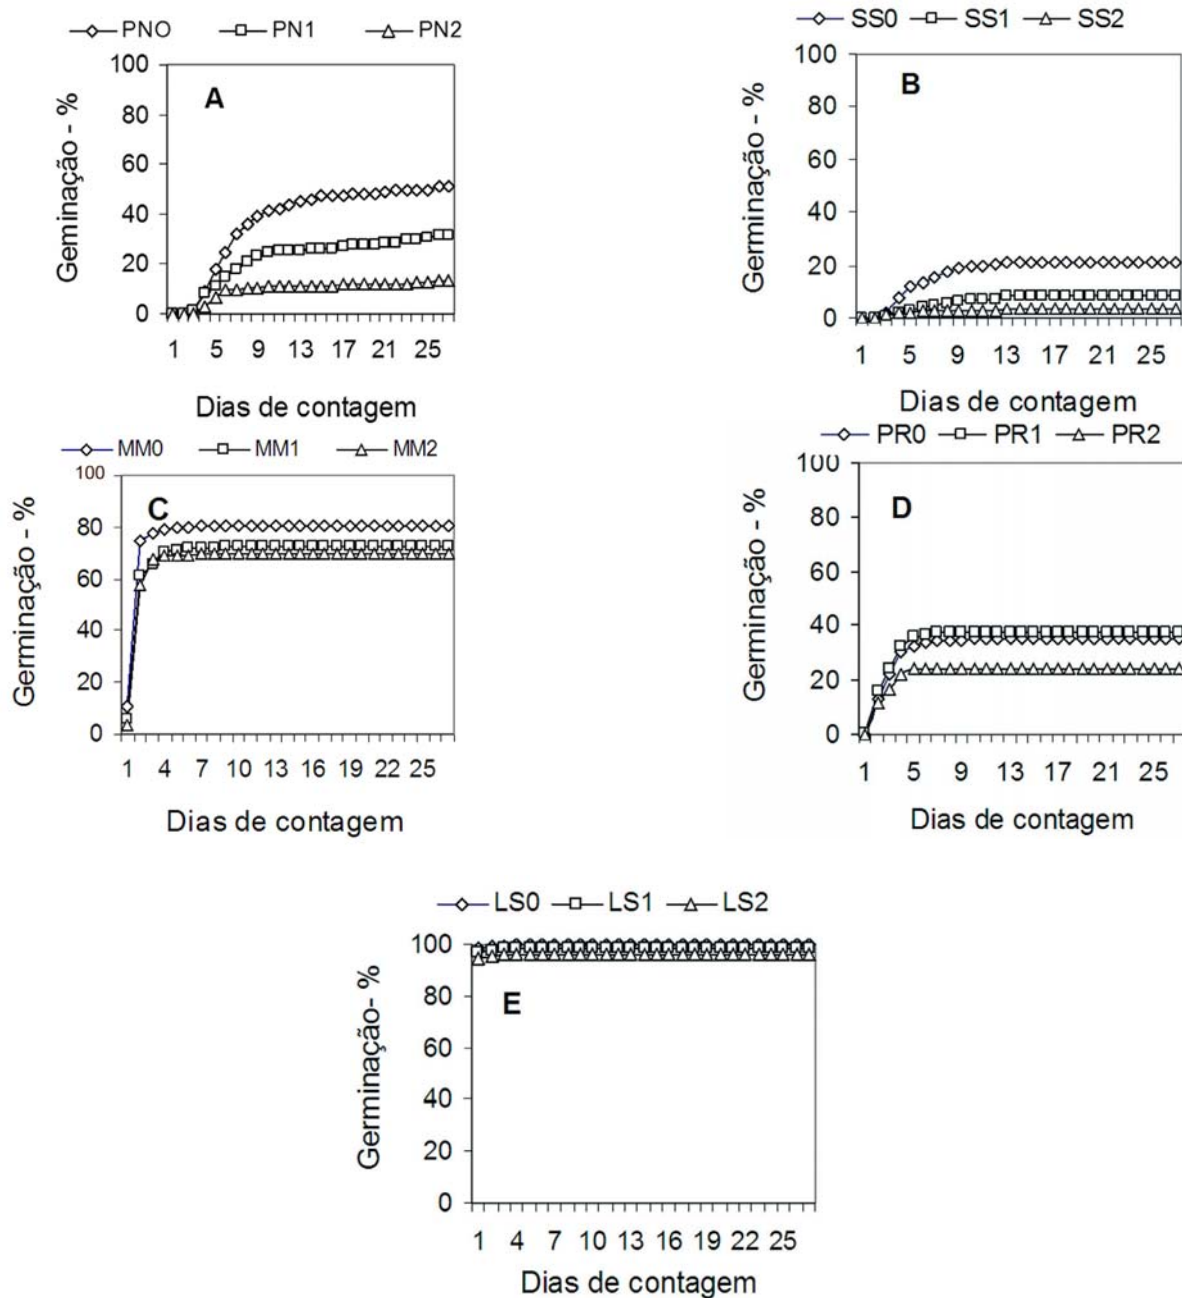 PNO PN1 PN2
100
80
60
40
20
0
A
Geminação - %
1 5 9 13 17 21 25
Dias de contagem
SS0 SS1 SS2
100
80
60
40
20
0
B
Germinação - %
1 5 9 13 17 21 25
Dias de contagem
MM0 MM1 MM2
100
80
60
40
20
0
C
Germinação - %
1 4 7 10 13 16 19 22 25
Dias de contagem
PR0 PR1 PR2
100
80
60
40
20
0
D
Germinação - %
1 5 9 13 17 21 25
Dias de contagem
LS0 LS1 LS2
100
80
60
40
20
0
E
Germinação- %
1 4 7 10 13 16 19 22 25
Dias de contagem